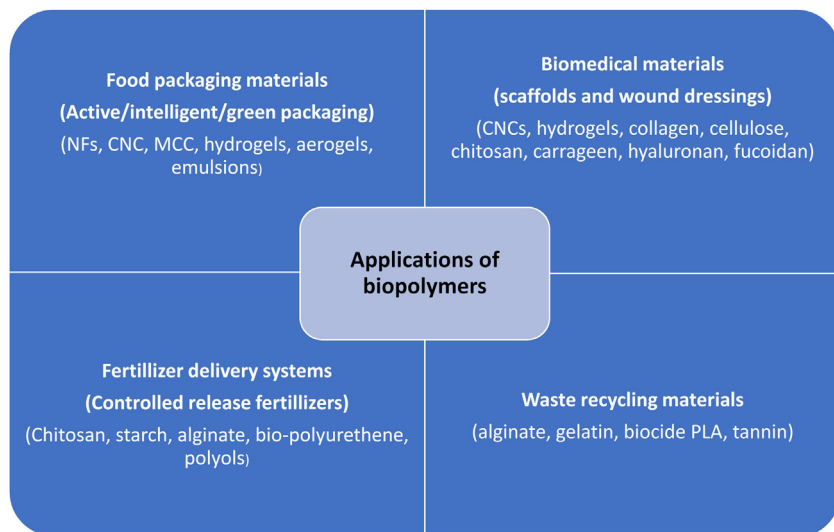 Food packaging materials
(Active/intelligent/green packaging)
(NFs, CNC, MCC, hydrogels, aerogels,
emulsions)
Biomedical materials
(scaffolds and wound dressings)
(CNCs, hydrogels, collagen, cellulose,
chitosan, carrageen, hyaluronan, fucoidan)
Applications of
biopolymers
Fertillizer delivery systems
(Controlled release fertillizers)
(Chitosan, starch, alginate, bio-polyurethene,
polyols)
Waste recycling materials
(alginate, gelatin, biocide PLA, tannin)